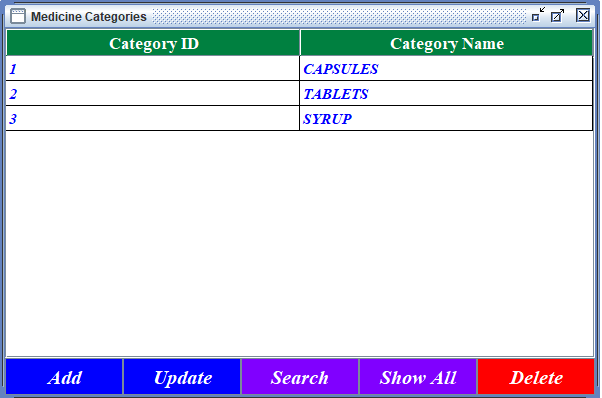 Medicine Categories
Category ID Category Name
1 CAPSULES
2 TABLETS
3 SYRUP
Add Update Search Show All Delete